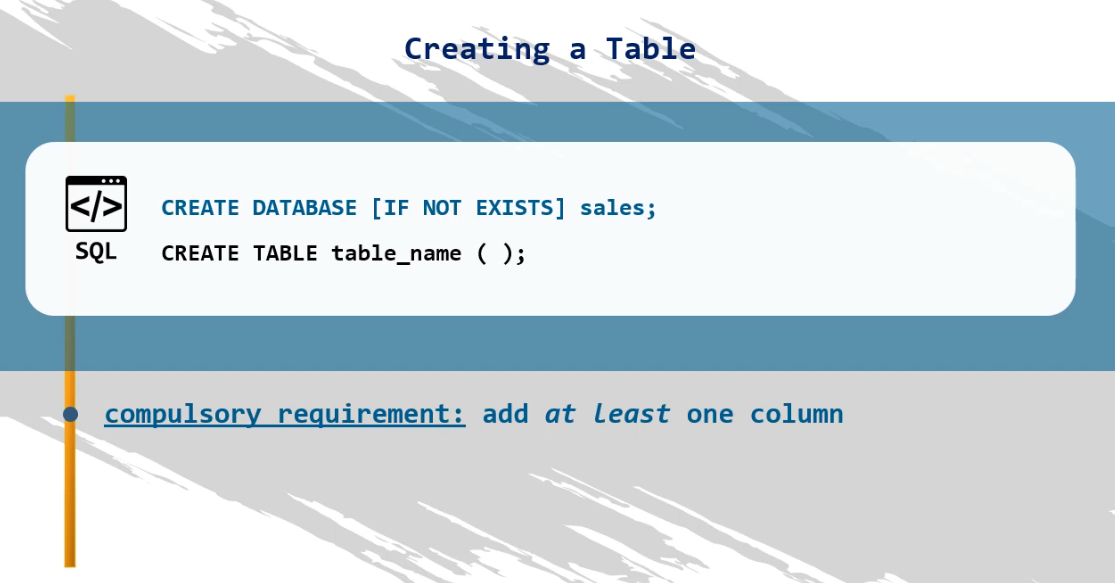 Creating a Table
</>
SQL
CREATE DATABASE [IF NOT EXISTS] sales;
CREATE TABLE table_name ( );
compulsory requirement: add at least one column